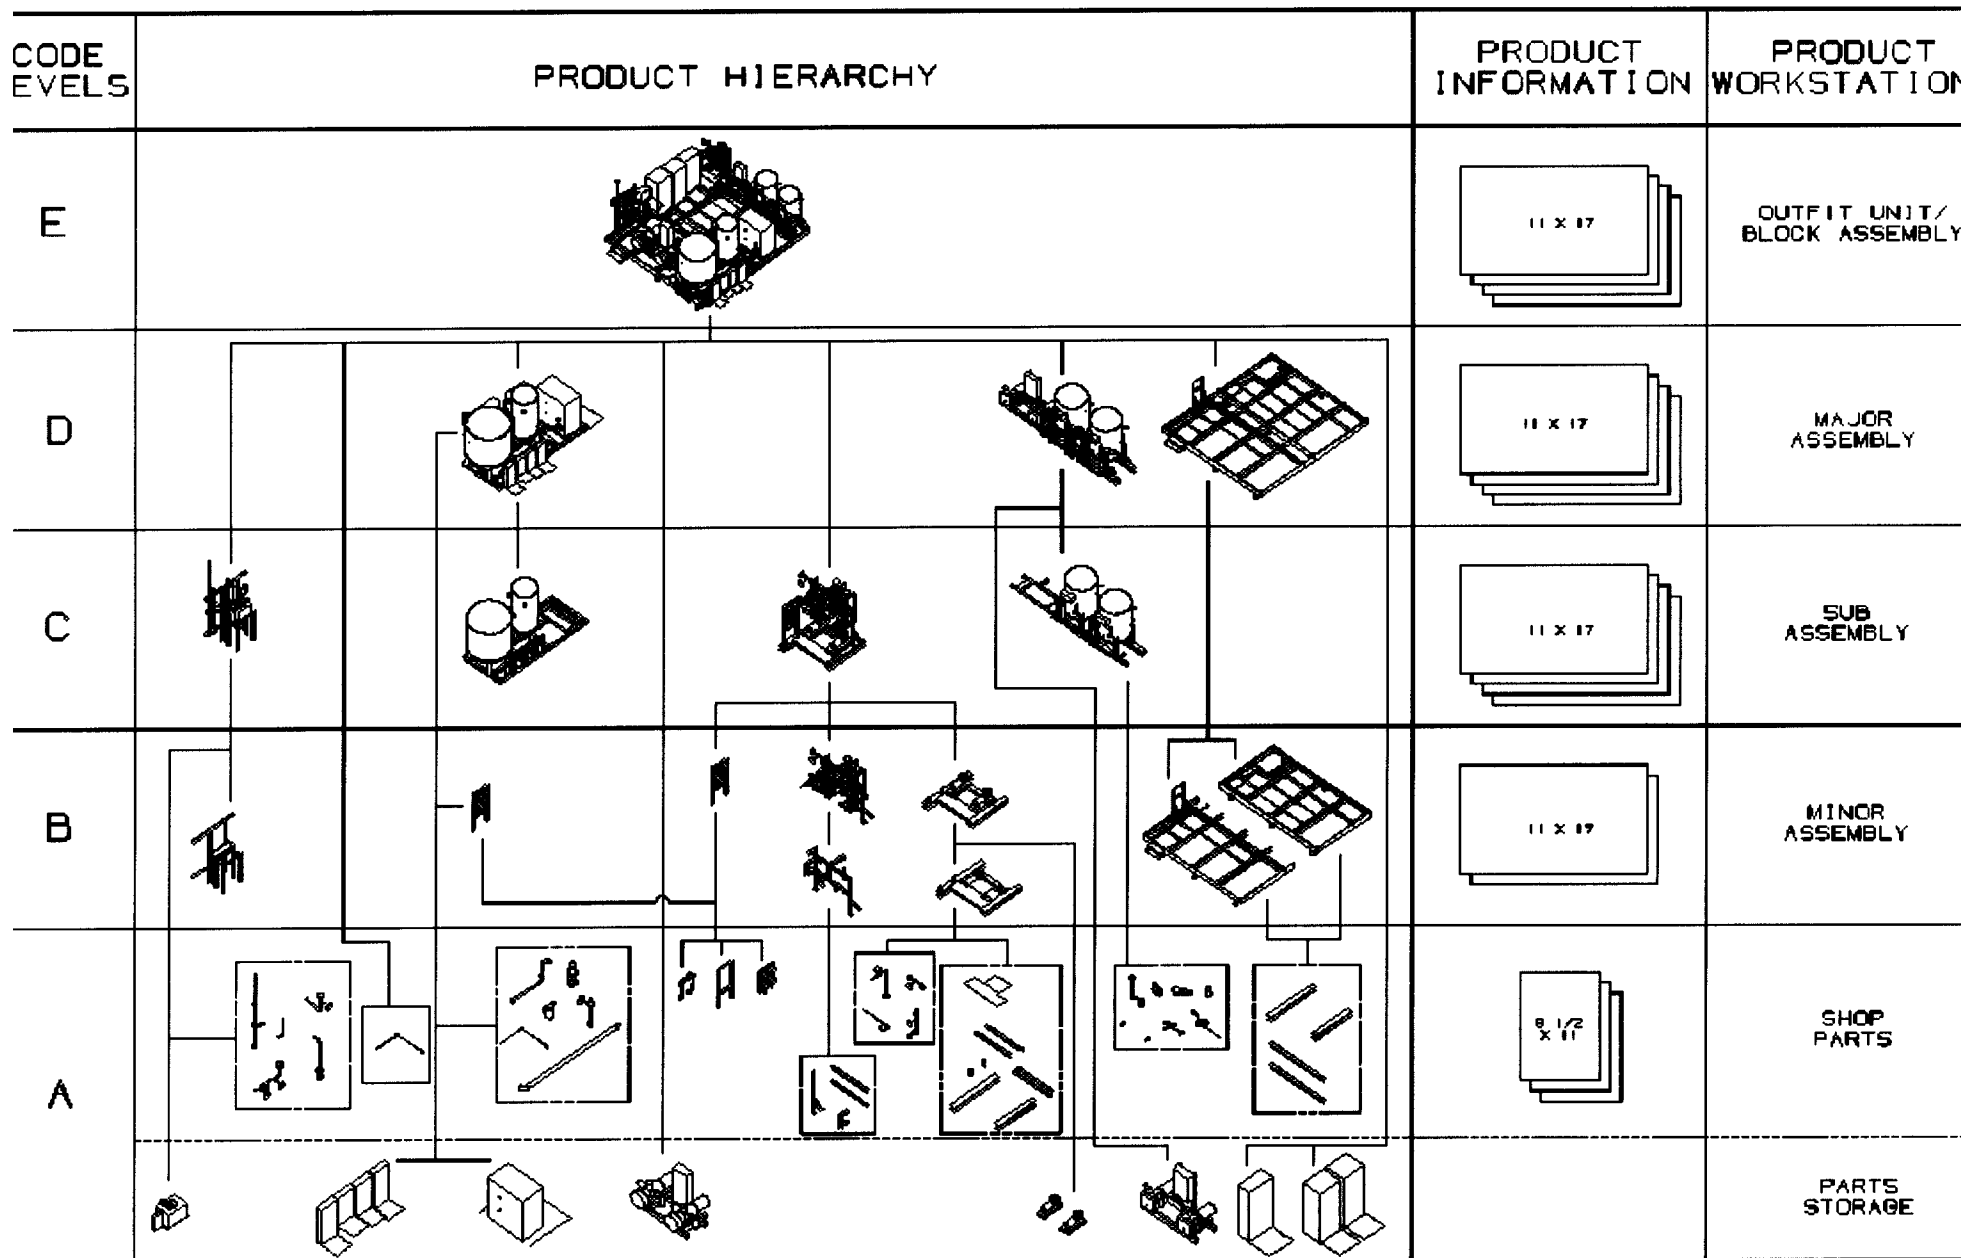 CODE
EVELS
PRODUCT HIERARCHY
PRODUCT
INFORMATION
PRODUCT
WORKSTATION
E
11 X 17
OUTFIT UNIT/
BLOCK ASSEMBLY
D
11 X 17
MAJOR
ASSEMBLY
C
11 X 17
SUB
ASSEMBLY
B
11 X 17
MINOR
ASSEMBLY
A
8 1/2
X 11
SHOP
PARTS
PARTS
STORAGE